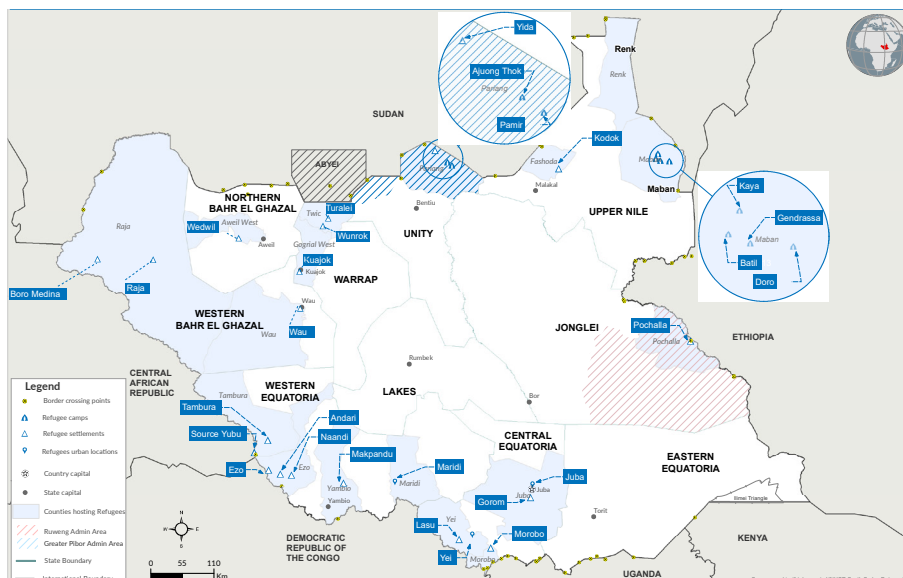 Yida
Ajuong Thok
Pariang
Pamir
Renk
Renk
SUDAN
Kodok
ABYEI
Pariang
Fashoda
Malakal
Maban
NORTHERN
BAHR EL GHAZAL
Twic
Turalei
Bentiu
UPPER NILE
Kaya
Gendrassa
Maban
Batil
Doro
Raja
Aweil West
Wedwil
Aweil
Wunrok
Gogrial West
UNITY
Kuajok
Kuajok
WARRAP
Boro Medina
Raja
WESTERN
BAHR EL GHAZAL
Wau
Wau
Wau
JONGLEI
Pochalla
Pochalla
ETHIOPIA
CENTRAL
AFRICAN
REPUBLIC
Rumbek
LAKES
Bor
WESTERN
EQUATORIA
Tambura
Tambura
Andari
Source Yubu
Naandi
Ezo
Ezo
Makpandu
Yambio
Yambio
Maridi
Maridi
CENTRAL
EQUATORIA
Juba
Juba
Juba
Gorom
EASTERN
EQUATORIA
Torit
Ilemi Triangle
Lasu
Yei
Yei
Morobo
Morobo
DEMOCRATIC
REPUBLIC OF
THE CONGO
UGANDA
KENYA
Legend
Border crossing points
Refugee camps
Refugee settlements
Refugees urban locations
Country capital
State capital
Counties hosting Refugees
Ruweng Admin Area
Greater Pibor Admin Area
State Boundary
International Boundary
N
W E
S
0 55 110
Km